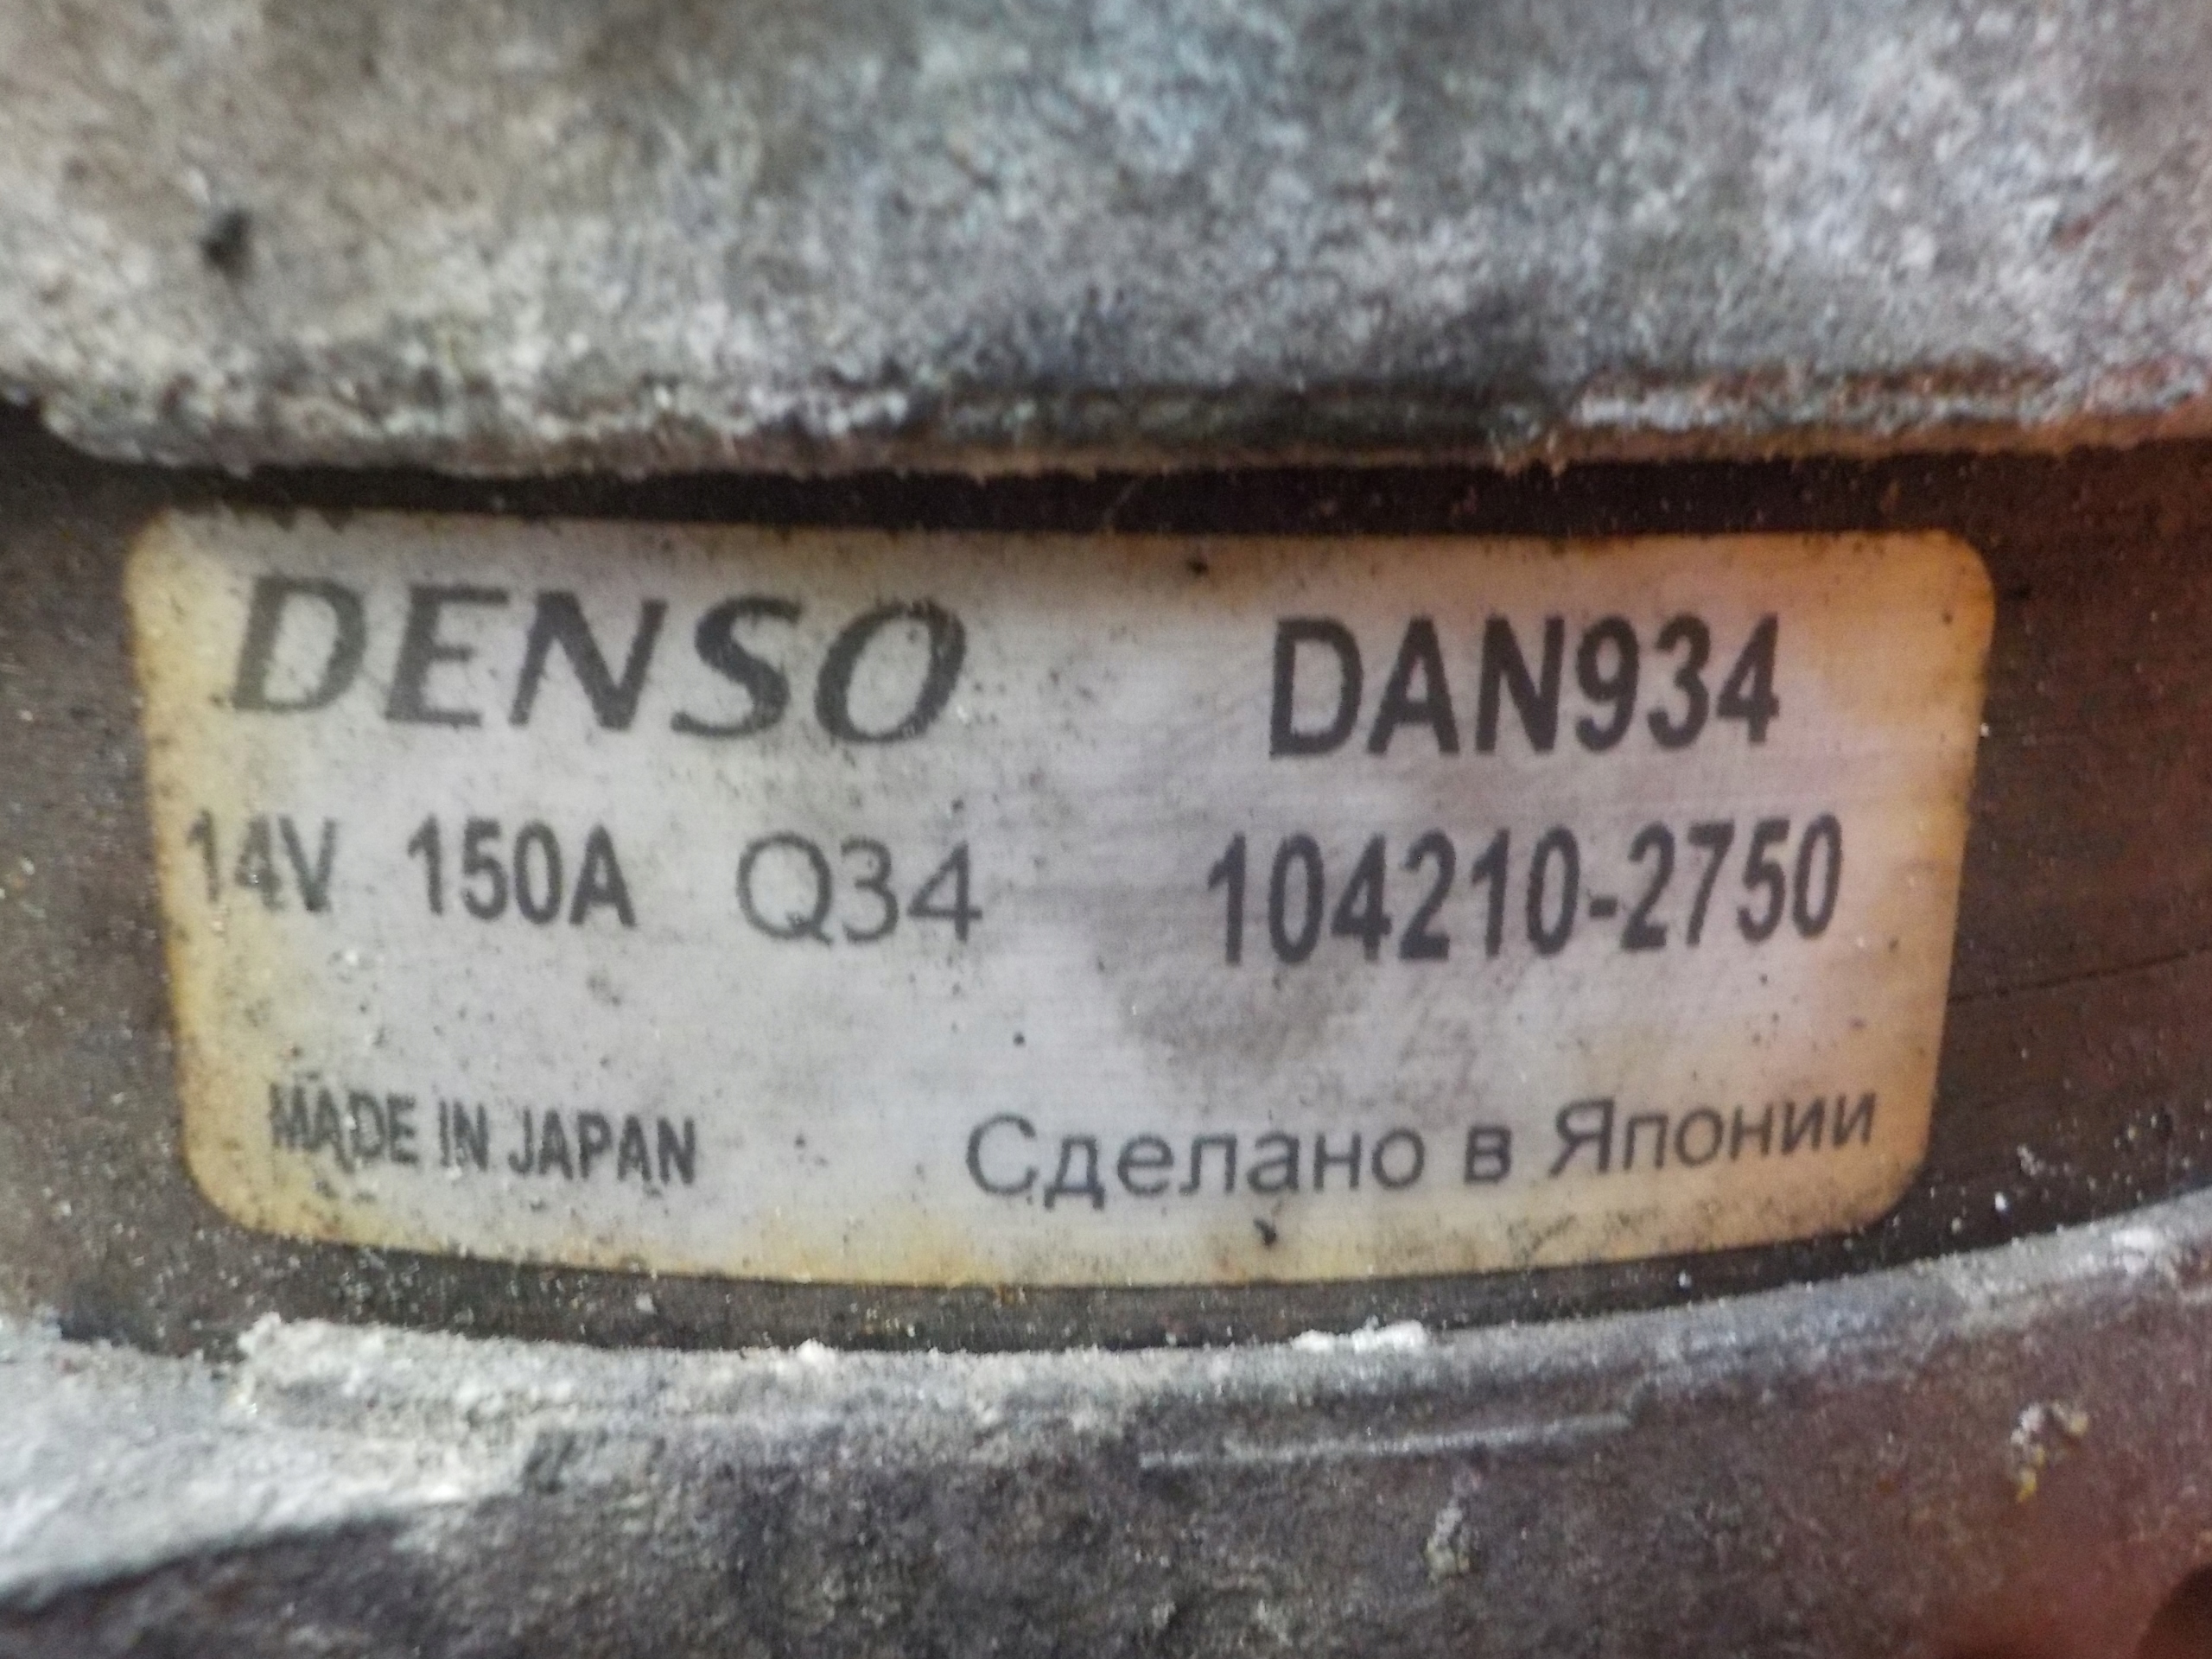 DENSO DAN934
14V 150A Q34 104210-2750
MADE IN JAPAN Сделано в Японии